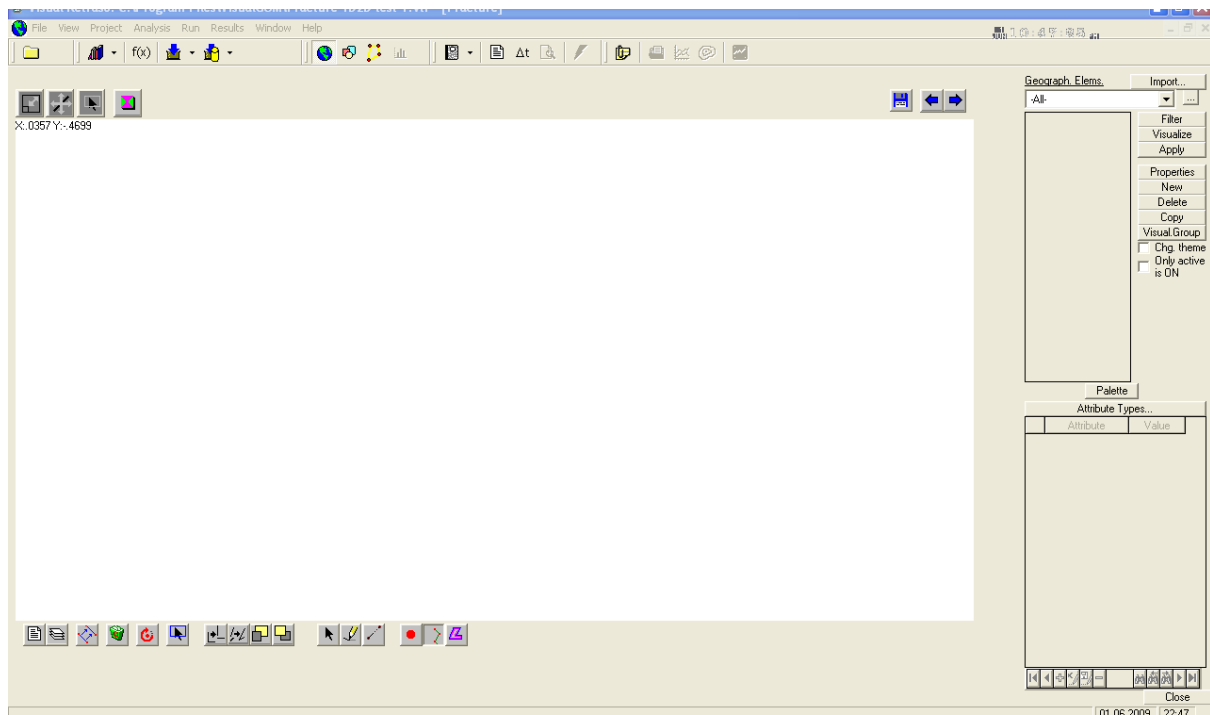 File View Project Analysis Run Results Window Help
f(x) Δt
X:.0357 Y:-.4699
Geograph. Elems. Import...
-All- ...
Filter
Visualize
Apply
Properties
New
Delete
Copy
Visual.Group
Chg. theme
Only active
is ON
Palette
Attribute Types...
Attribute Value
Close
01.06.2009 22:47